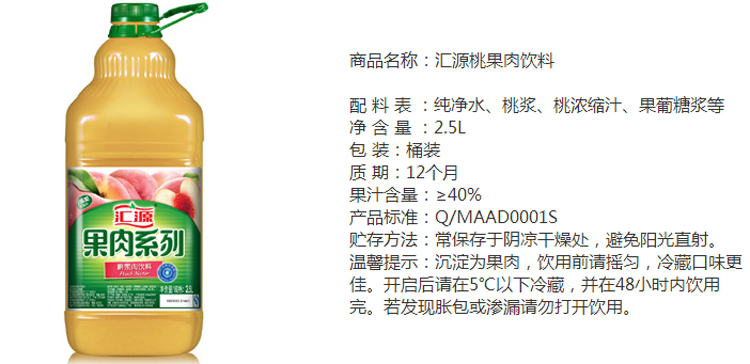 汇源
果肉系列
桃果肉饮料
Peach Nectar
2.5L
商品名称：汇源桃果肉饮料
配 料 表 ：纯净水、桃浆、桃浓缩汁、果葡糖浆等
净 含 量 ：2.5L
包 装：桶装
质 期：12个月
果汁含量：≥40%
产品标准：Q/MAAD0001S
贮存方法：常保存于阴凉干燥处，避免阳光直射。
温馨提示：沉淀为果肉，饮用前请摇匀，冷藏口味更
佳。开启后请在5℃以下冷藏，并在48小时内饮用
完。若发现胀包或渗漏请勿打开饮用。